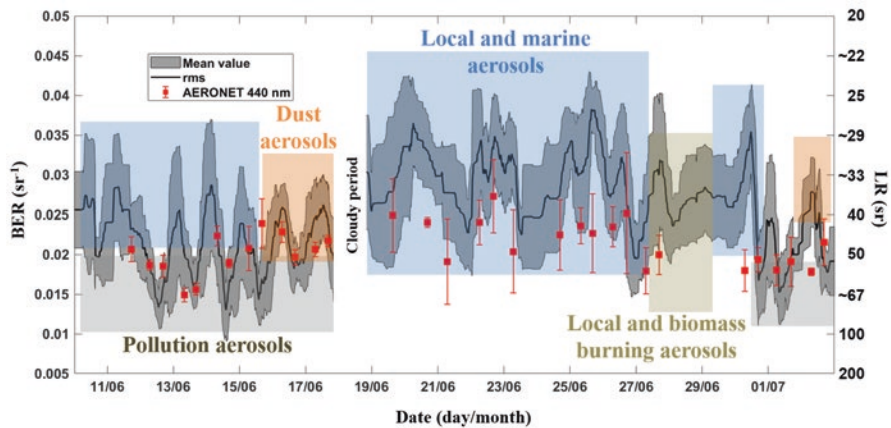 0.05
0.045
0.04
0.035
0.03
0.025
0.02
0.015
0.01
0.005
BER (sr⁻¹)
Mean value
rms
AERONET 440 nm
Dust
aerosols
Pollution aerosols
Cloudy period
Local and marine
aerosols
Local and biomass
burning aerosols
20
~22
25
~29
~33
40
50
~67
100
200
LR (sr)
11/06
13/06
15/06
17/06
19/06
21/06
23/06
25/06
27/06
29/06
01/07
Date (day/month)